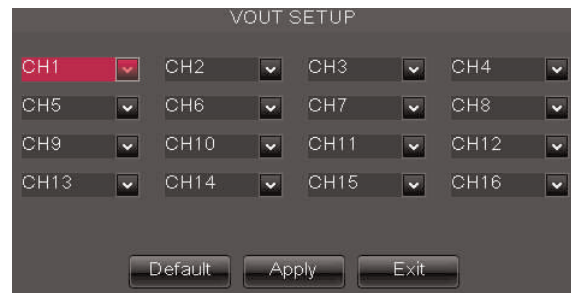 VOUT SETUP
CH1 CH2 CH3 CH4
CH5 CH6 CH7 CH8
CH9 CH10 CH11 CH12
CH13 CH14 CH15 CH16
Default Apply Exit